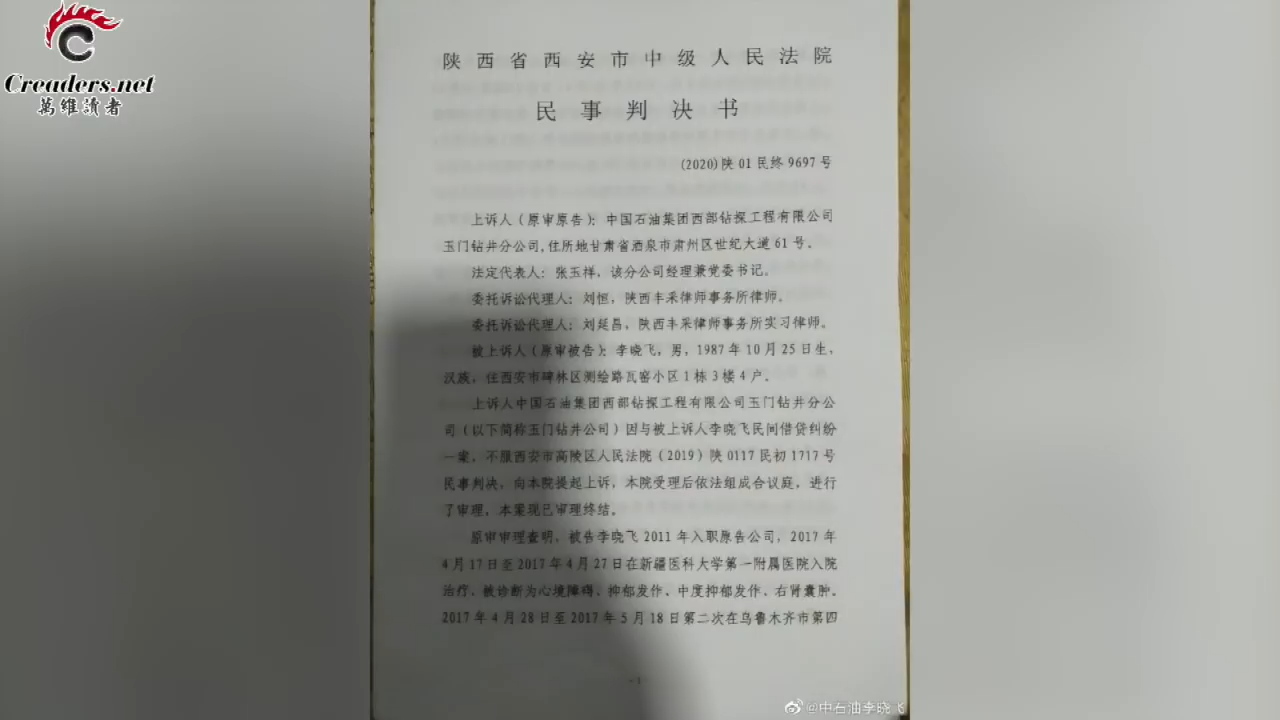 Creaders.net
萬維讀者
陕西省西安市中级人民法院
民事判决书
(2020)陕01民终9697号
上诉人(原审原告):中国石油集团西部钻探工程有限公司
玉门钻井分公司,住所地甘肃省酒泉市肃州区世纪大道61号。
法定代表人:张玉祥,该分公司经理兼党委书记。
委托诉讼代理人:刘恒,陕西丰采律师事务所律师。
委托诉讼代理人:刘延昌,陕西丰采律师事务所实习律师。
被上诉人(原审被告):李晓飞,男,1987年10月25日生,
汉族,住西安市碑林区测绘路瓦窑小区1栋3楼4户。
上诉人中国石油集团西部钻探工程有限公司玉门钻井分公
司(以下简称玉门钻井公司)因与被上诉人李晓飞民间借贷纠纷
一案,不服西安市高陵区人民法院(2019)陕0117民初1717号
民事判决,向本院提起上诉,本院受理后依法组成合议庭,进行
了审理,本案现已审理终结。
原审审理查明,被告李晓飞2011年入职原告公司,2017年
4月17日至2017年4月27日在新疆医科大学第一附属医院入院
治疗,被诊断为心境障碍、抑郁发作、中度抑郁发作、右肾囊肿。
2017年4月28日至2017年5月18日第二次在乌鲁木齐市第四
- 1
@中石油李晓飞